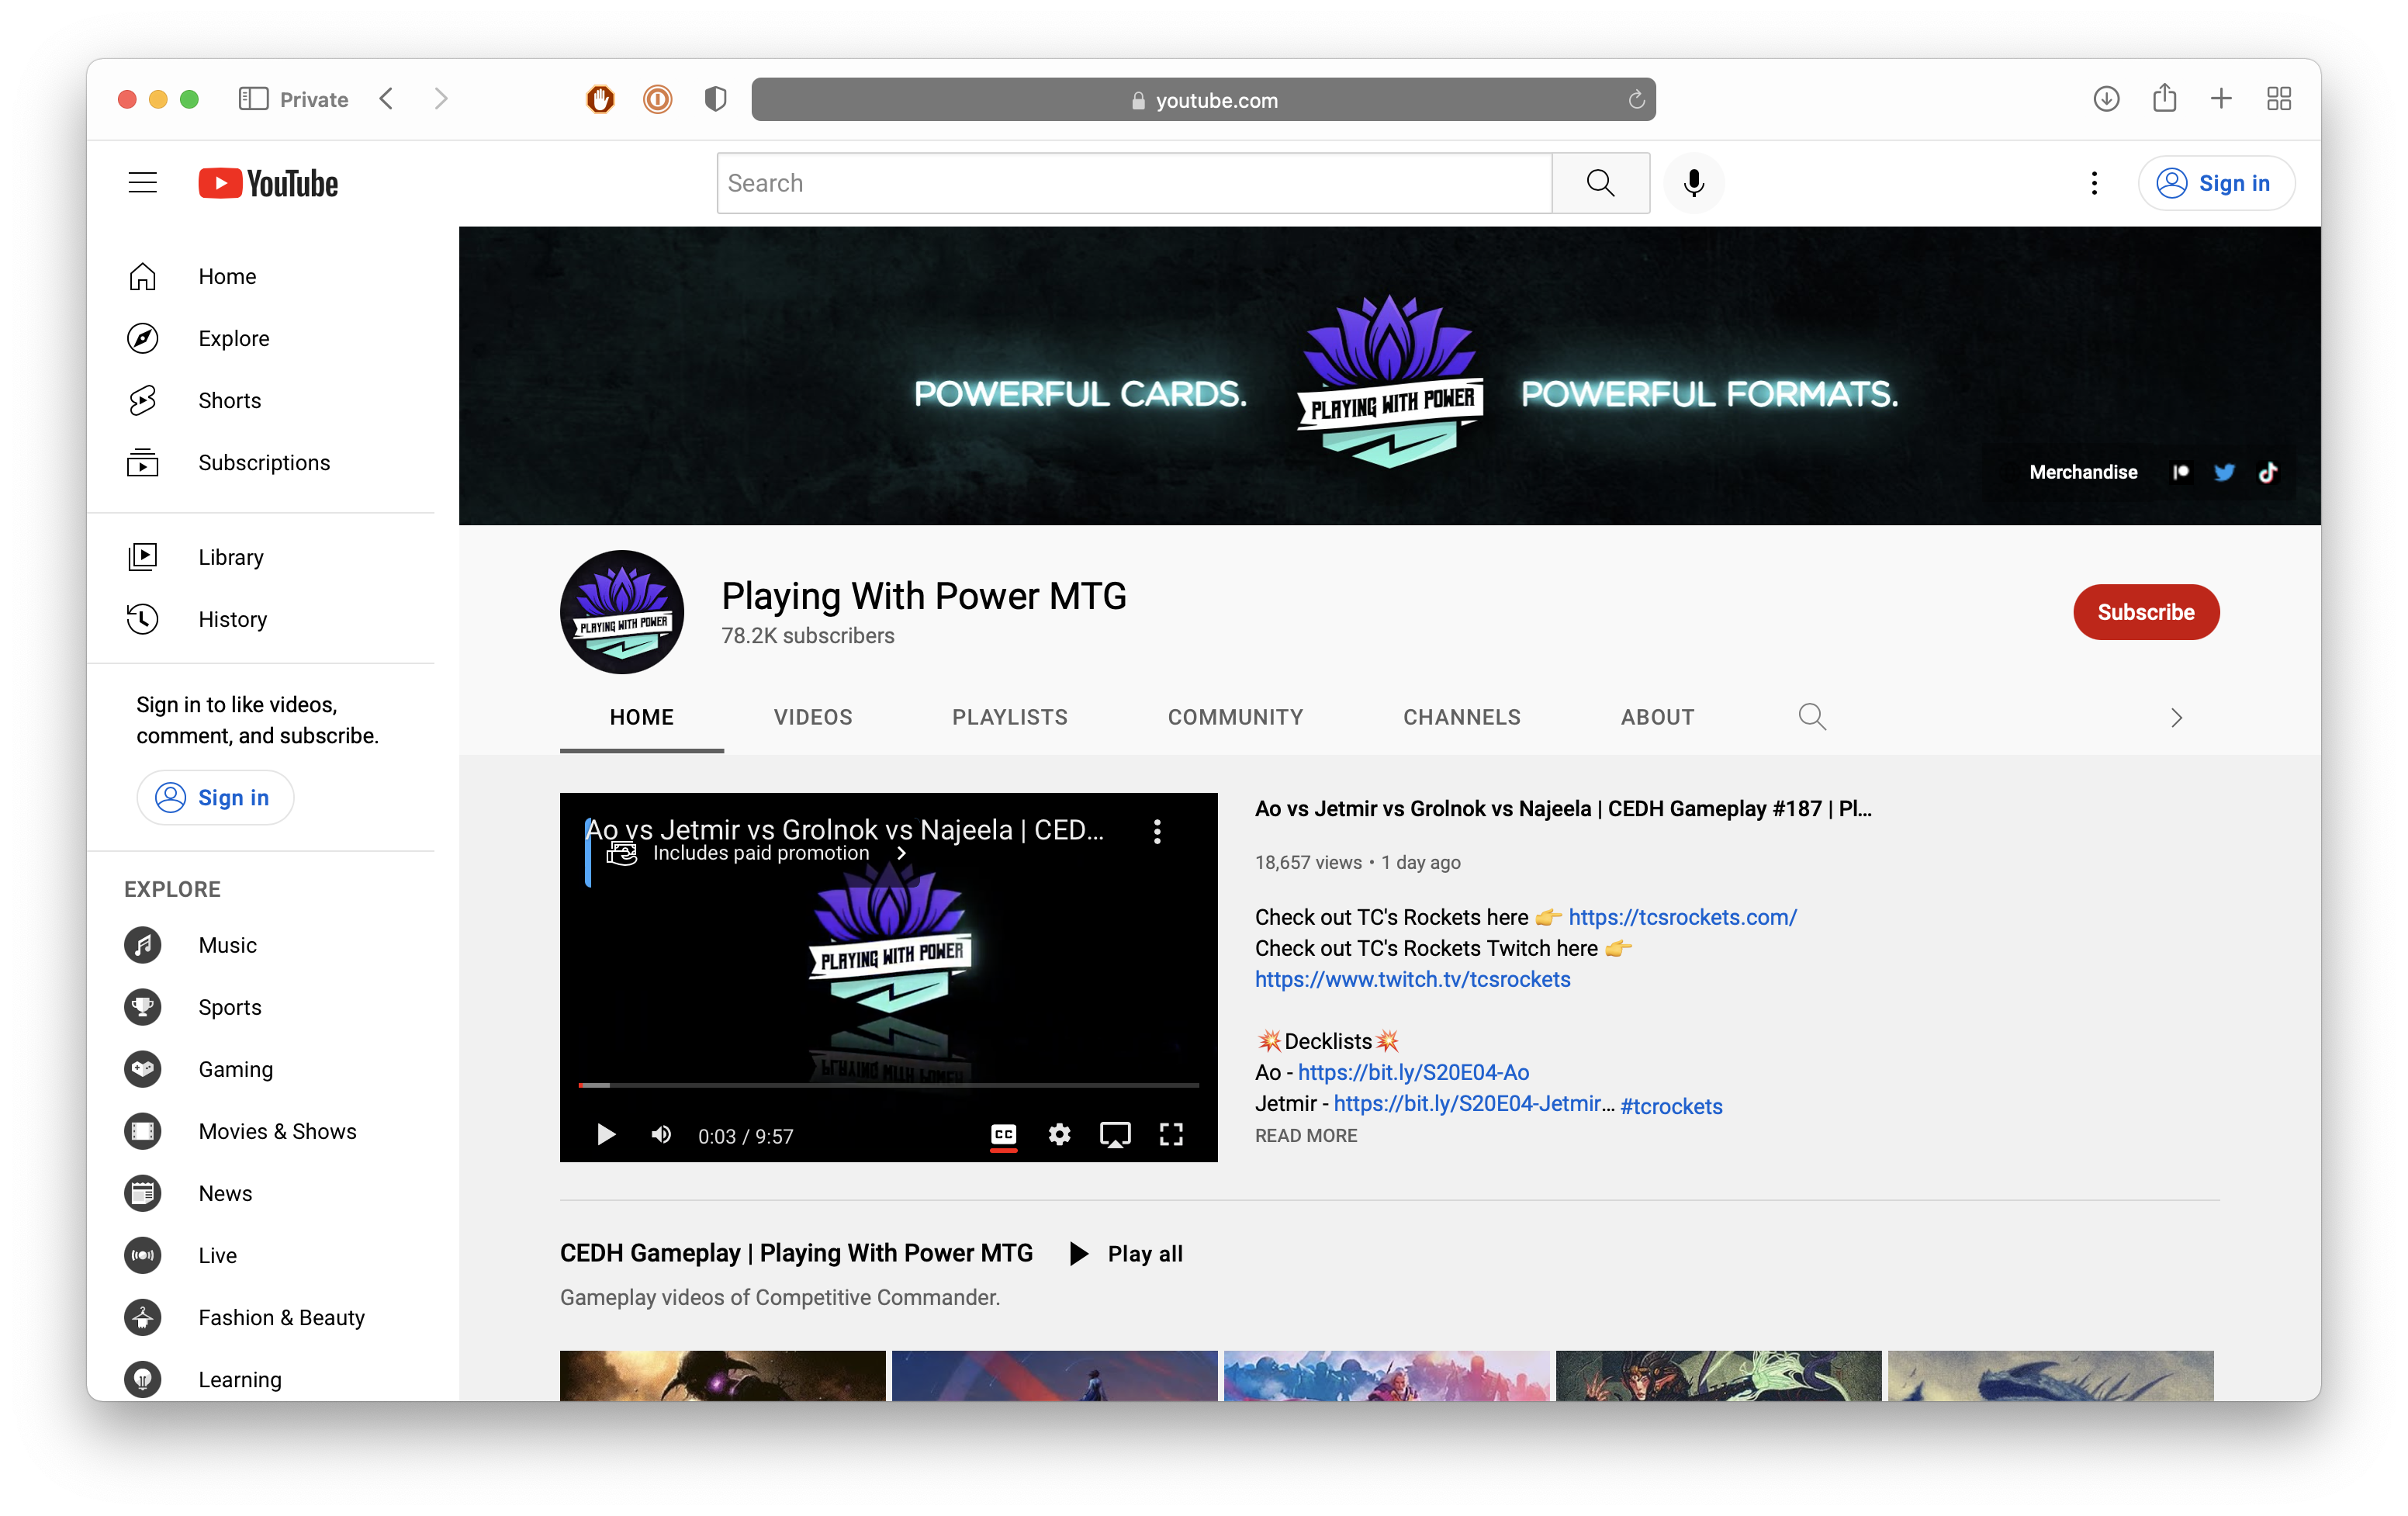 Private
youtube.com
YouTube
Search
Sign in
Home
Explore
Shorts
Subscriptions
Library
History
Sign in to like videos,
comment, and subscribe.
Sign in
EXPLORE
Music
Sports
Gaming
Movies & Shows
News
Live
Fashion & Beauty
Learning
POWERFUL CARDS.
PLAYING WITH POWER
POWERFUL FORMATS.
Merchandise
PLAYING WITH POWER
Playing With Power MTG
78.2K subscribers
Subscribe
HOME VIDEOS PLAYLISTS COMMUNITY CHANNELS ABOUT
Ao vs Jetmir vs Grolnok vs Najeela | CED...
Includes paid promotion
PLAYING WITH POWER
0:03 / 9:57
CC
Ao vs Jetmir vs Grolnok vs Najeela | CEDH Gameplay #187 | Pl...
18,657 views • 1 day ago
Check out TC's Rockets here 👉 https://tcsrockets.com/
Check out TC's Rockets Twitch here 👉
https://www.twitch.tv/tcsrockets
💥Decklists💥
Ao - https://bit.ly/S20E04-Ao
Jetmir - https://bit.ly/S20E04-Jetmir... #tcrockets
READ MORE
CEDH Gameplay | Playing With Power MTG
Play all
Gameplay videos of Competitive Commander.